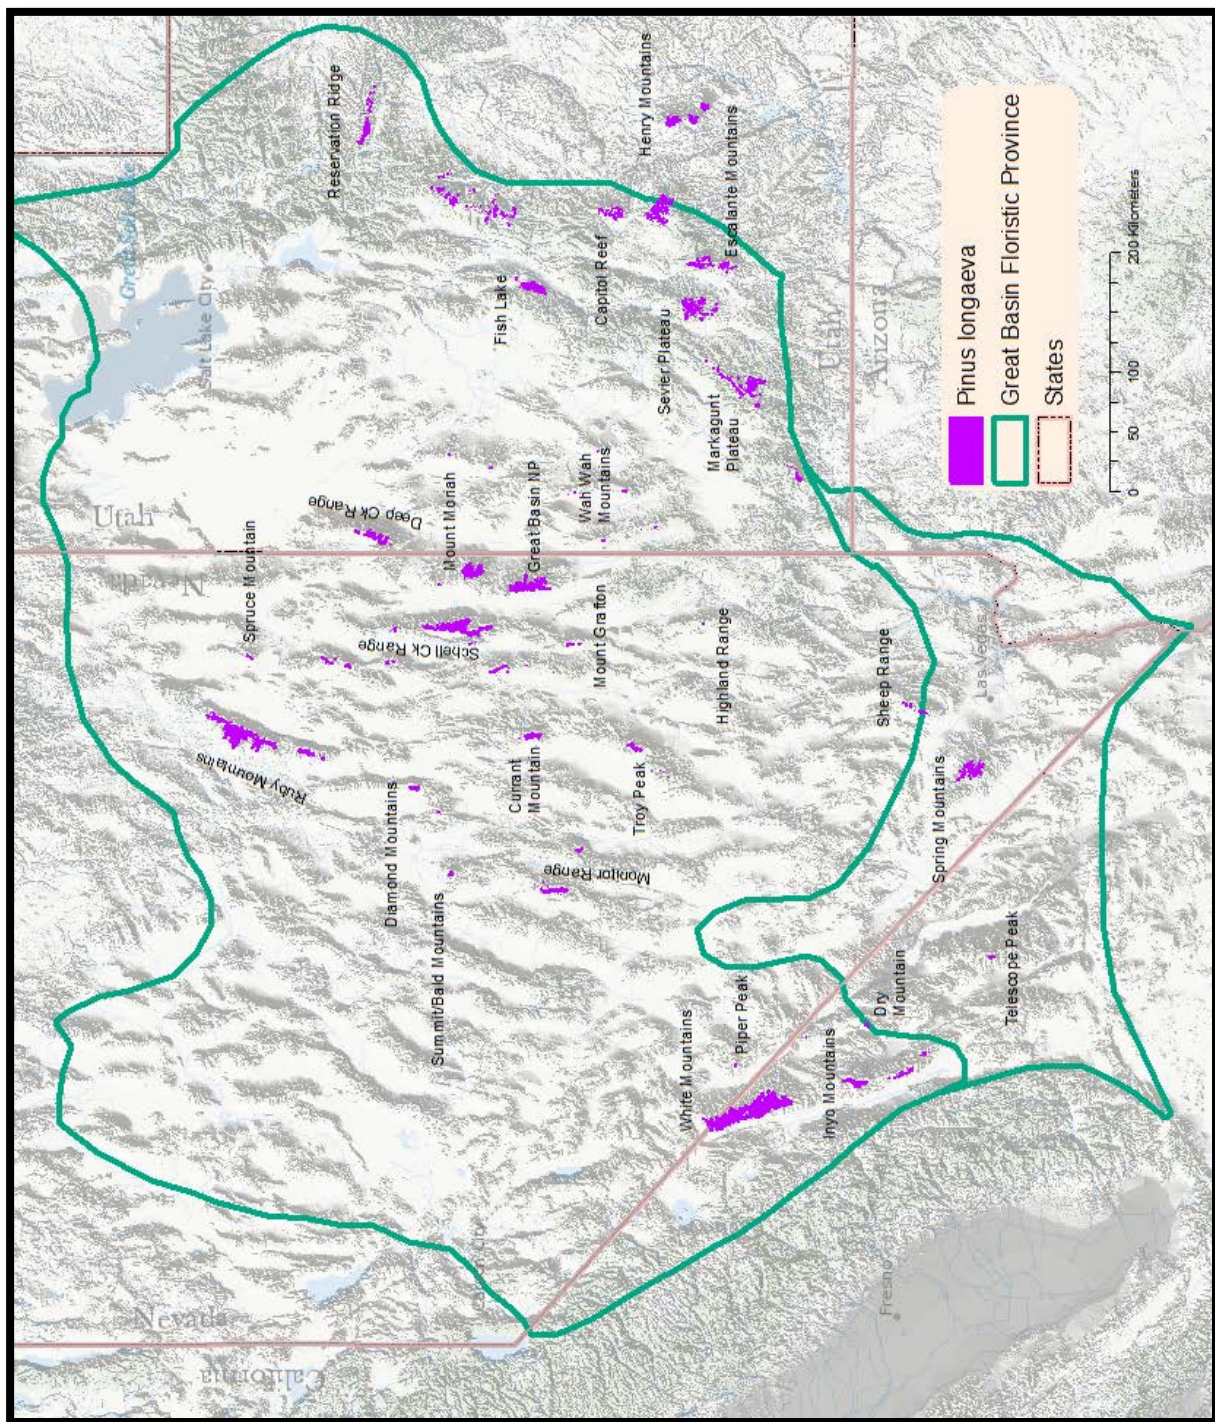 Great Salt Lake
Salt Lake City
Reservation Ridge
Henry Mountains
Escalante Mountains
Capitol Reef
Fish Lake
Sevier Plateau
Markagunt
Plateau
Utah
Arizona
Utah
Nevada
Deep Ck Range
Spruce Mountain
Mount Moriah
Great Basin NP
Wah Wah
Mountains
Schell Ck Range
Mount Grafton
Highland Range
Sheep Range
Las Vegas
Ruby Mountains
Currant
Mountain
Troy Peak
Spring Mountains
Diamond Mountains
Monitor Range
Summit/Bald Mountains
White Mountains
Piper Peak
Dry
Mountain
Telescope Peak
Inyo Mountains
Carson City
Fresno
Nevada
California
Pinus longaeva
Great Basin Floristic Province
States
0 50 100 200 Kilometers